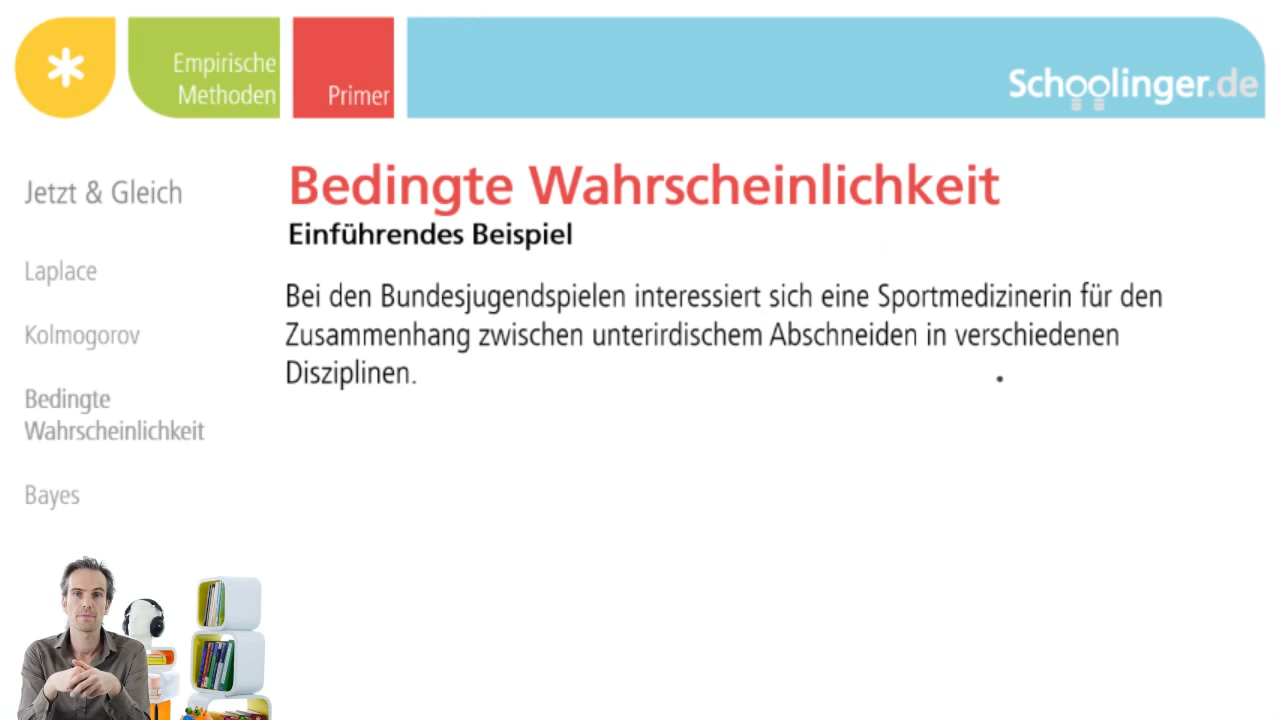 Empirische
Methoden
Primer
Schoolinger.de
Jetzt & Gleich
Laplace
Kolmogorov
Bedingte
Wahrscheinlichkeit
Bayes
Bedingte Wahrscheinlichkeit
Einführendes Beispiel
Bei den Bundesjugendspielen interessiert sich eine Sportmedizinerin für den
Zusammenhang zwischen unterirdischem Abschneiden in verschiedenen
Disziplinen.